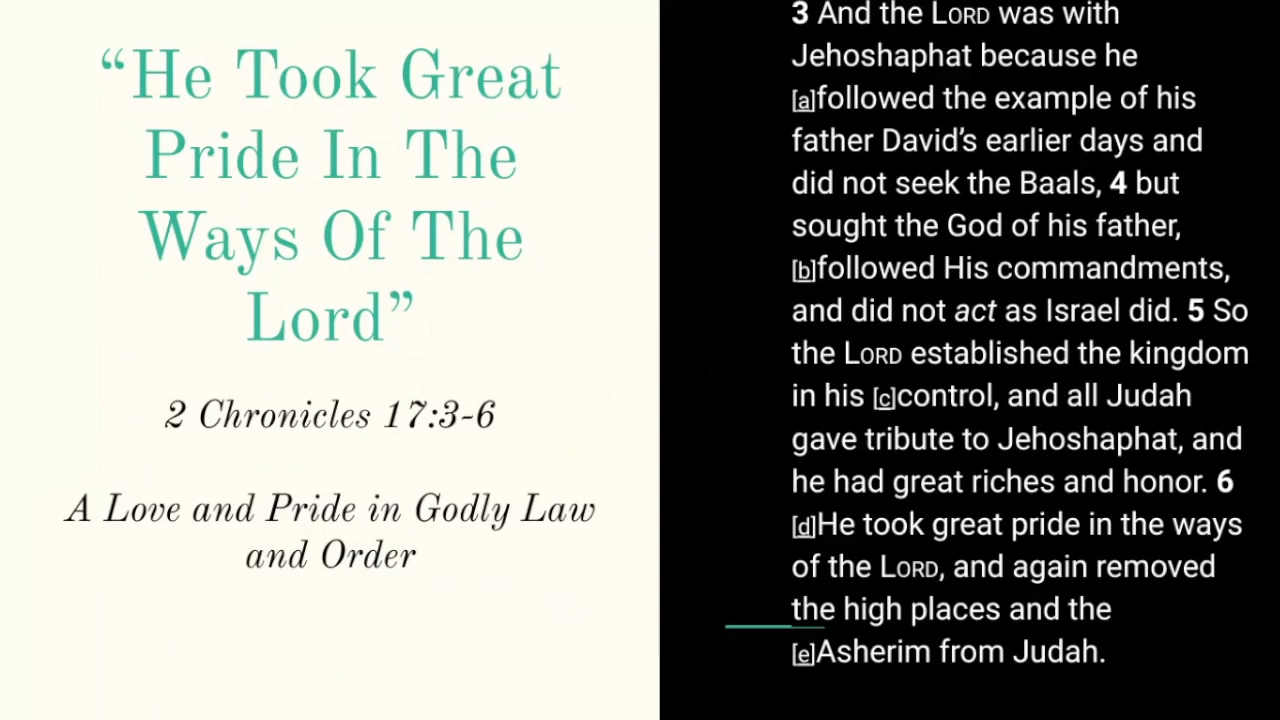 “He Took Great
Pride In The
Ways Of The
Lord”
2 Chronicles 17:3-6
A Love and Pride in Godly Law
and Order
3 And the LORD was with
Jehoshaphat because he
[a]followed the example of his
father David’s earlier days and
did not seek the Baals, 4 but
sought the God of his father,
[b]followed His commandments,
and did not act as Israel did. 5 So
the LORD established the kingdom
in his [c]control, and all Judah
gave tribute to Jehoshaphat, and
he had great riches and honor. 6
[d]He took great pride in the ways
of the LORD, and again removed
the high places and the
[e]Asherim from Judah.